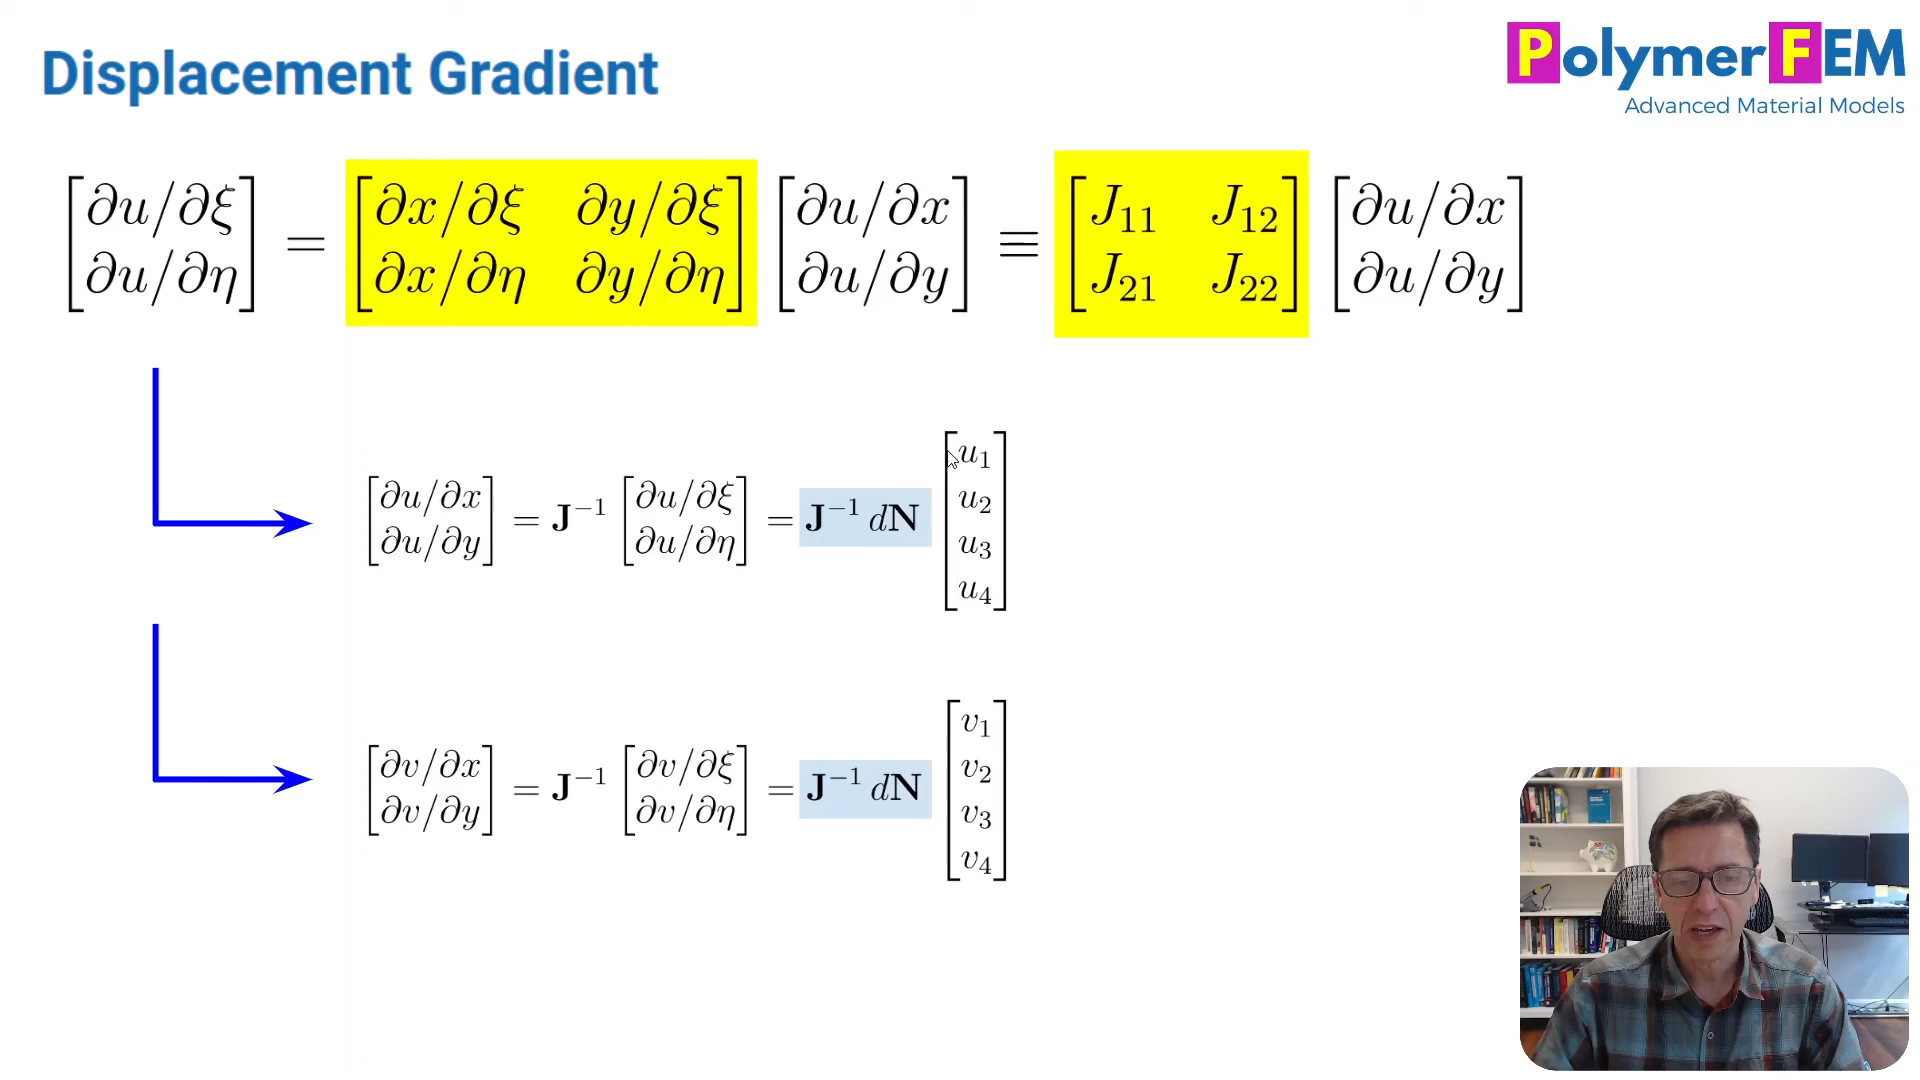 Displacement Gradient
PolymerFEM
Advanced Material Models
[∂u/∂ξ ∂u/∂η] = [∂x/∂ξ ∂y/∂ξ ∂x/∂η ∂y/∂η] [∂u/∂x ∂u/∂y] ≡ [J₁₁ J₁₂ J₂₁ J₂₂] [∂u/∂x ∂u/∂y]
[∂u/∂x ∂u/∂y] = J⁻¹ [∂u/∂ξ ∂u/∂η] = J⁻¹ dN [u₁ u₂ u₃ u₄]
[∂v/∂x ∂v/∂y] = J⁻¹ [∂v/∂ξ ∂v/∂η] = J⁻¹ dN [v₁ v₂ v₃ v₄]